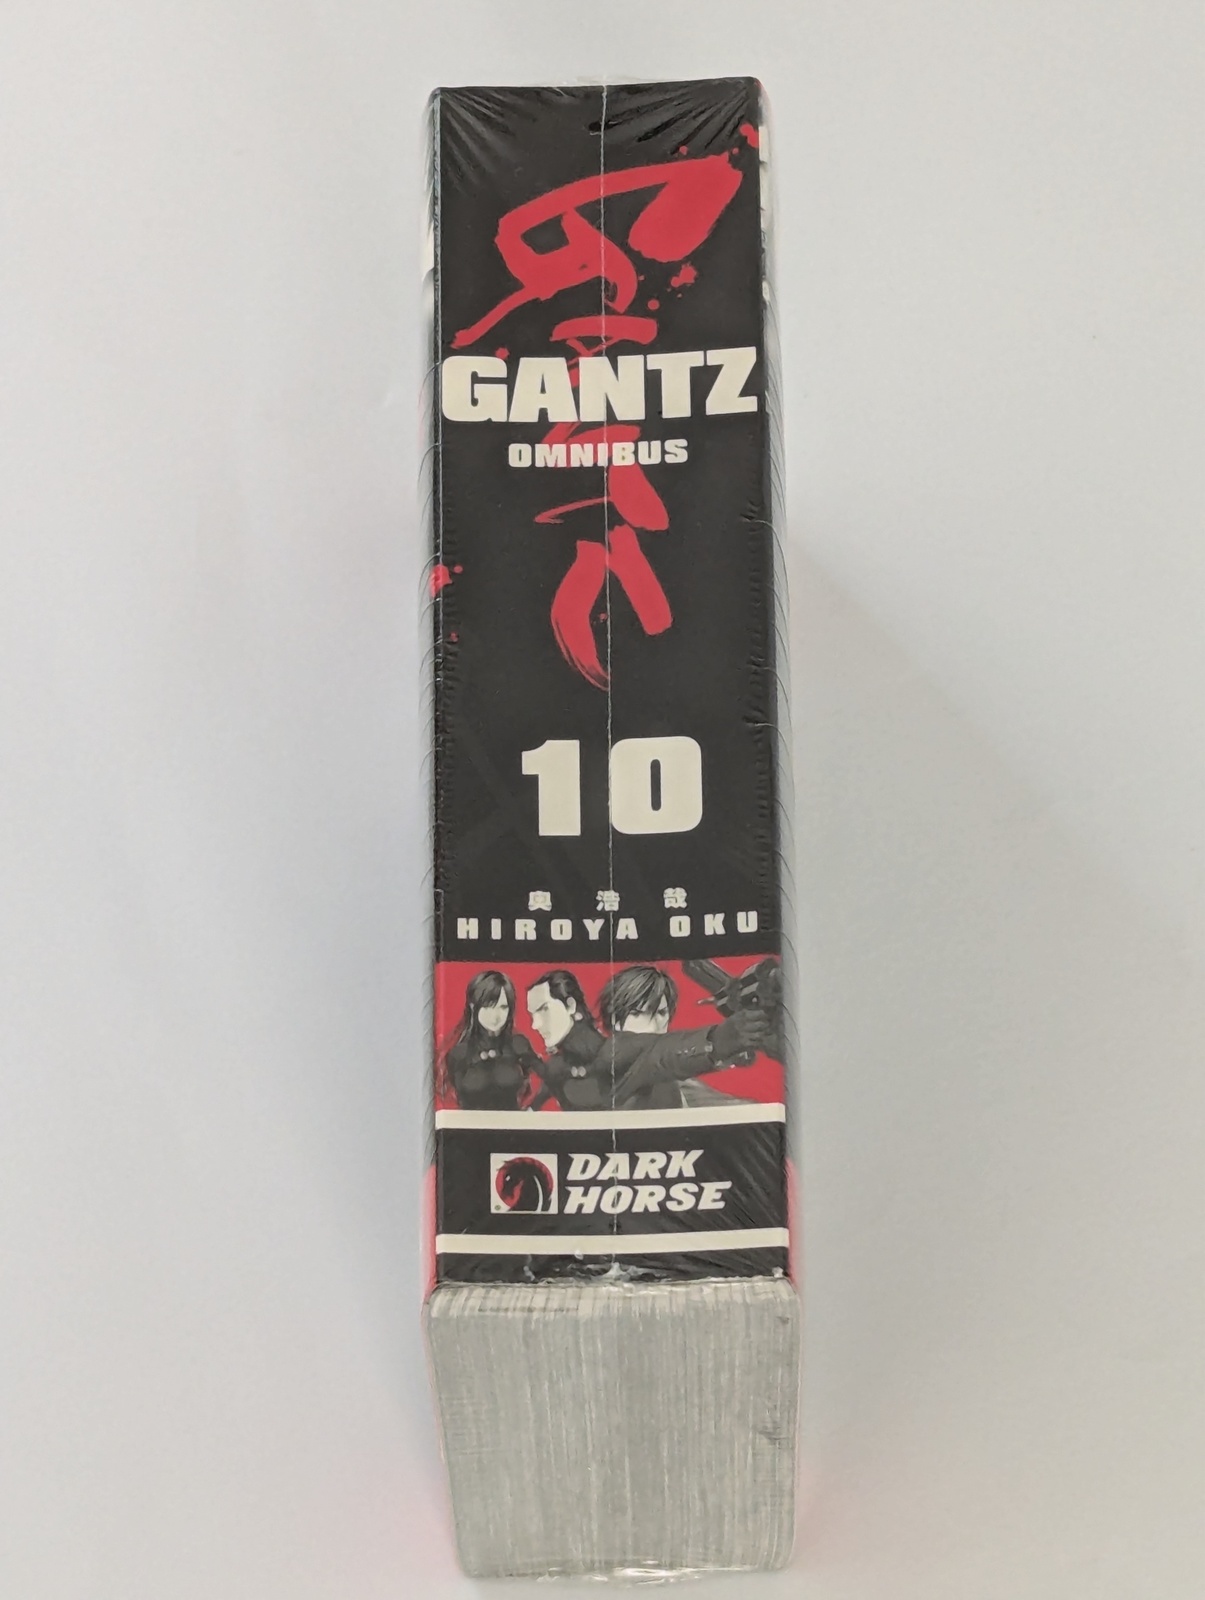 GANTZ
OMNIBUS
10
奥 浩 哉
HIROYA OKU
DARK
HORSE